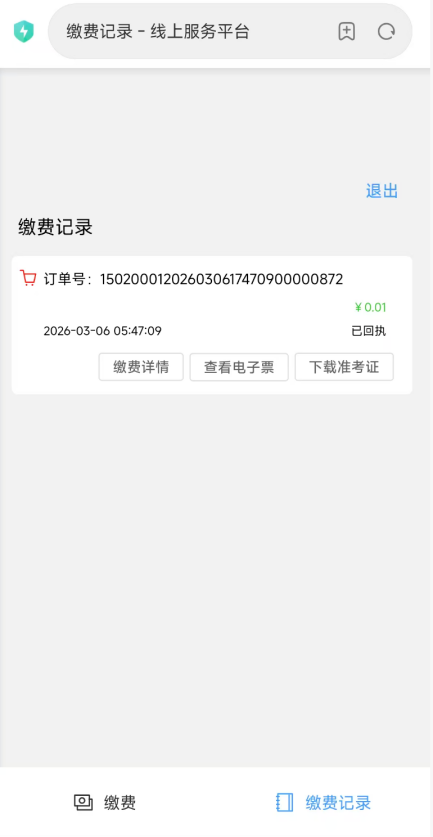 缴费记录 - 线上服务平台
退出
缴费记录
订单号：15020001202603061747090000872
￥0.01
2026-03-06 05:47:09 已回执
缴费详情 查看电子票 下载准考证
缴费 缴费记录